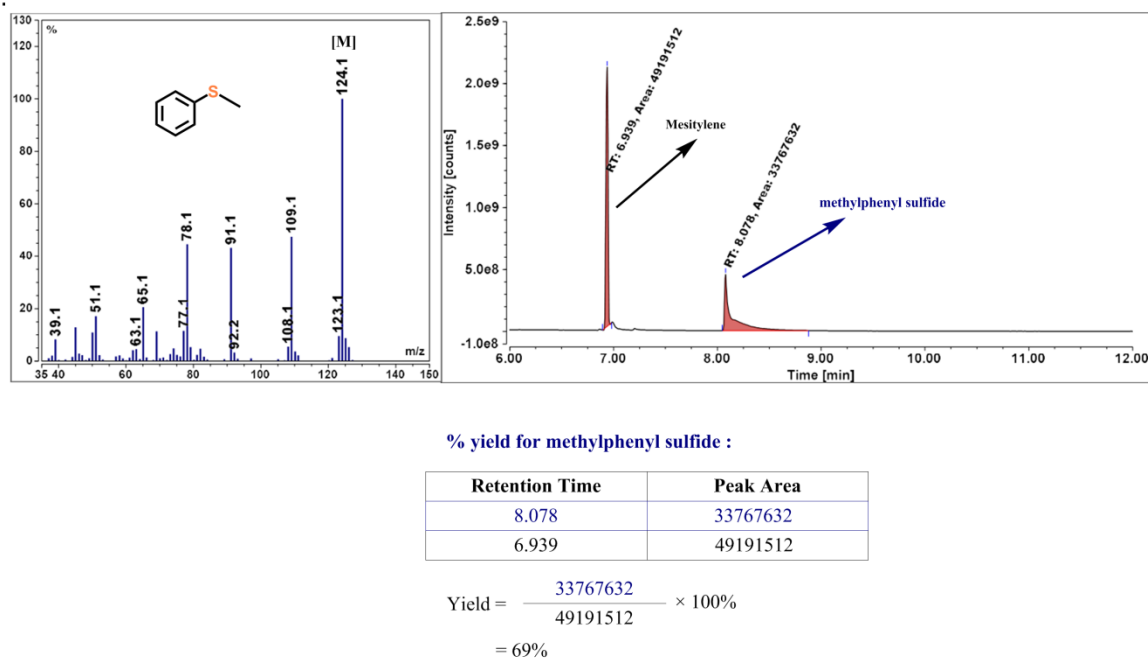 .
%
[M]
130
120
100
80
60
40
20
0
S
124.1
109.1
78.1
91.1
65.1
51.1
39.1
63.1
77.1
92.2
108.1
123.1
m/z
35 40 60 80 100 120 140 150
2.5e9
2.0e9
1.5e9
1.0e9
5.0e8
-1.0e8
Intensity [counts]
RT: 6.939, Area: 49191512
Mesitylene
RT: 8.078, Area: 33767632
methylphenyl sulfide
6.00 7.00 8.00 9.00 10.00 11.00 12.00
Time [min]
% yield for methylphenyl sulfide :
Retention Time Peak Area
8.078 33767632
6.939 49191512
33767632
Yield = × 100%
49191512
= 69%